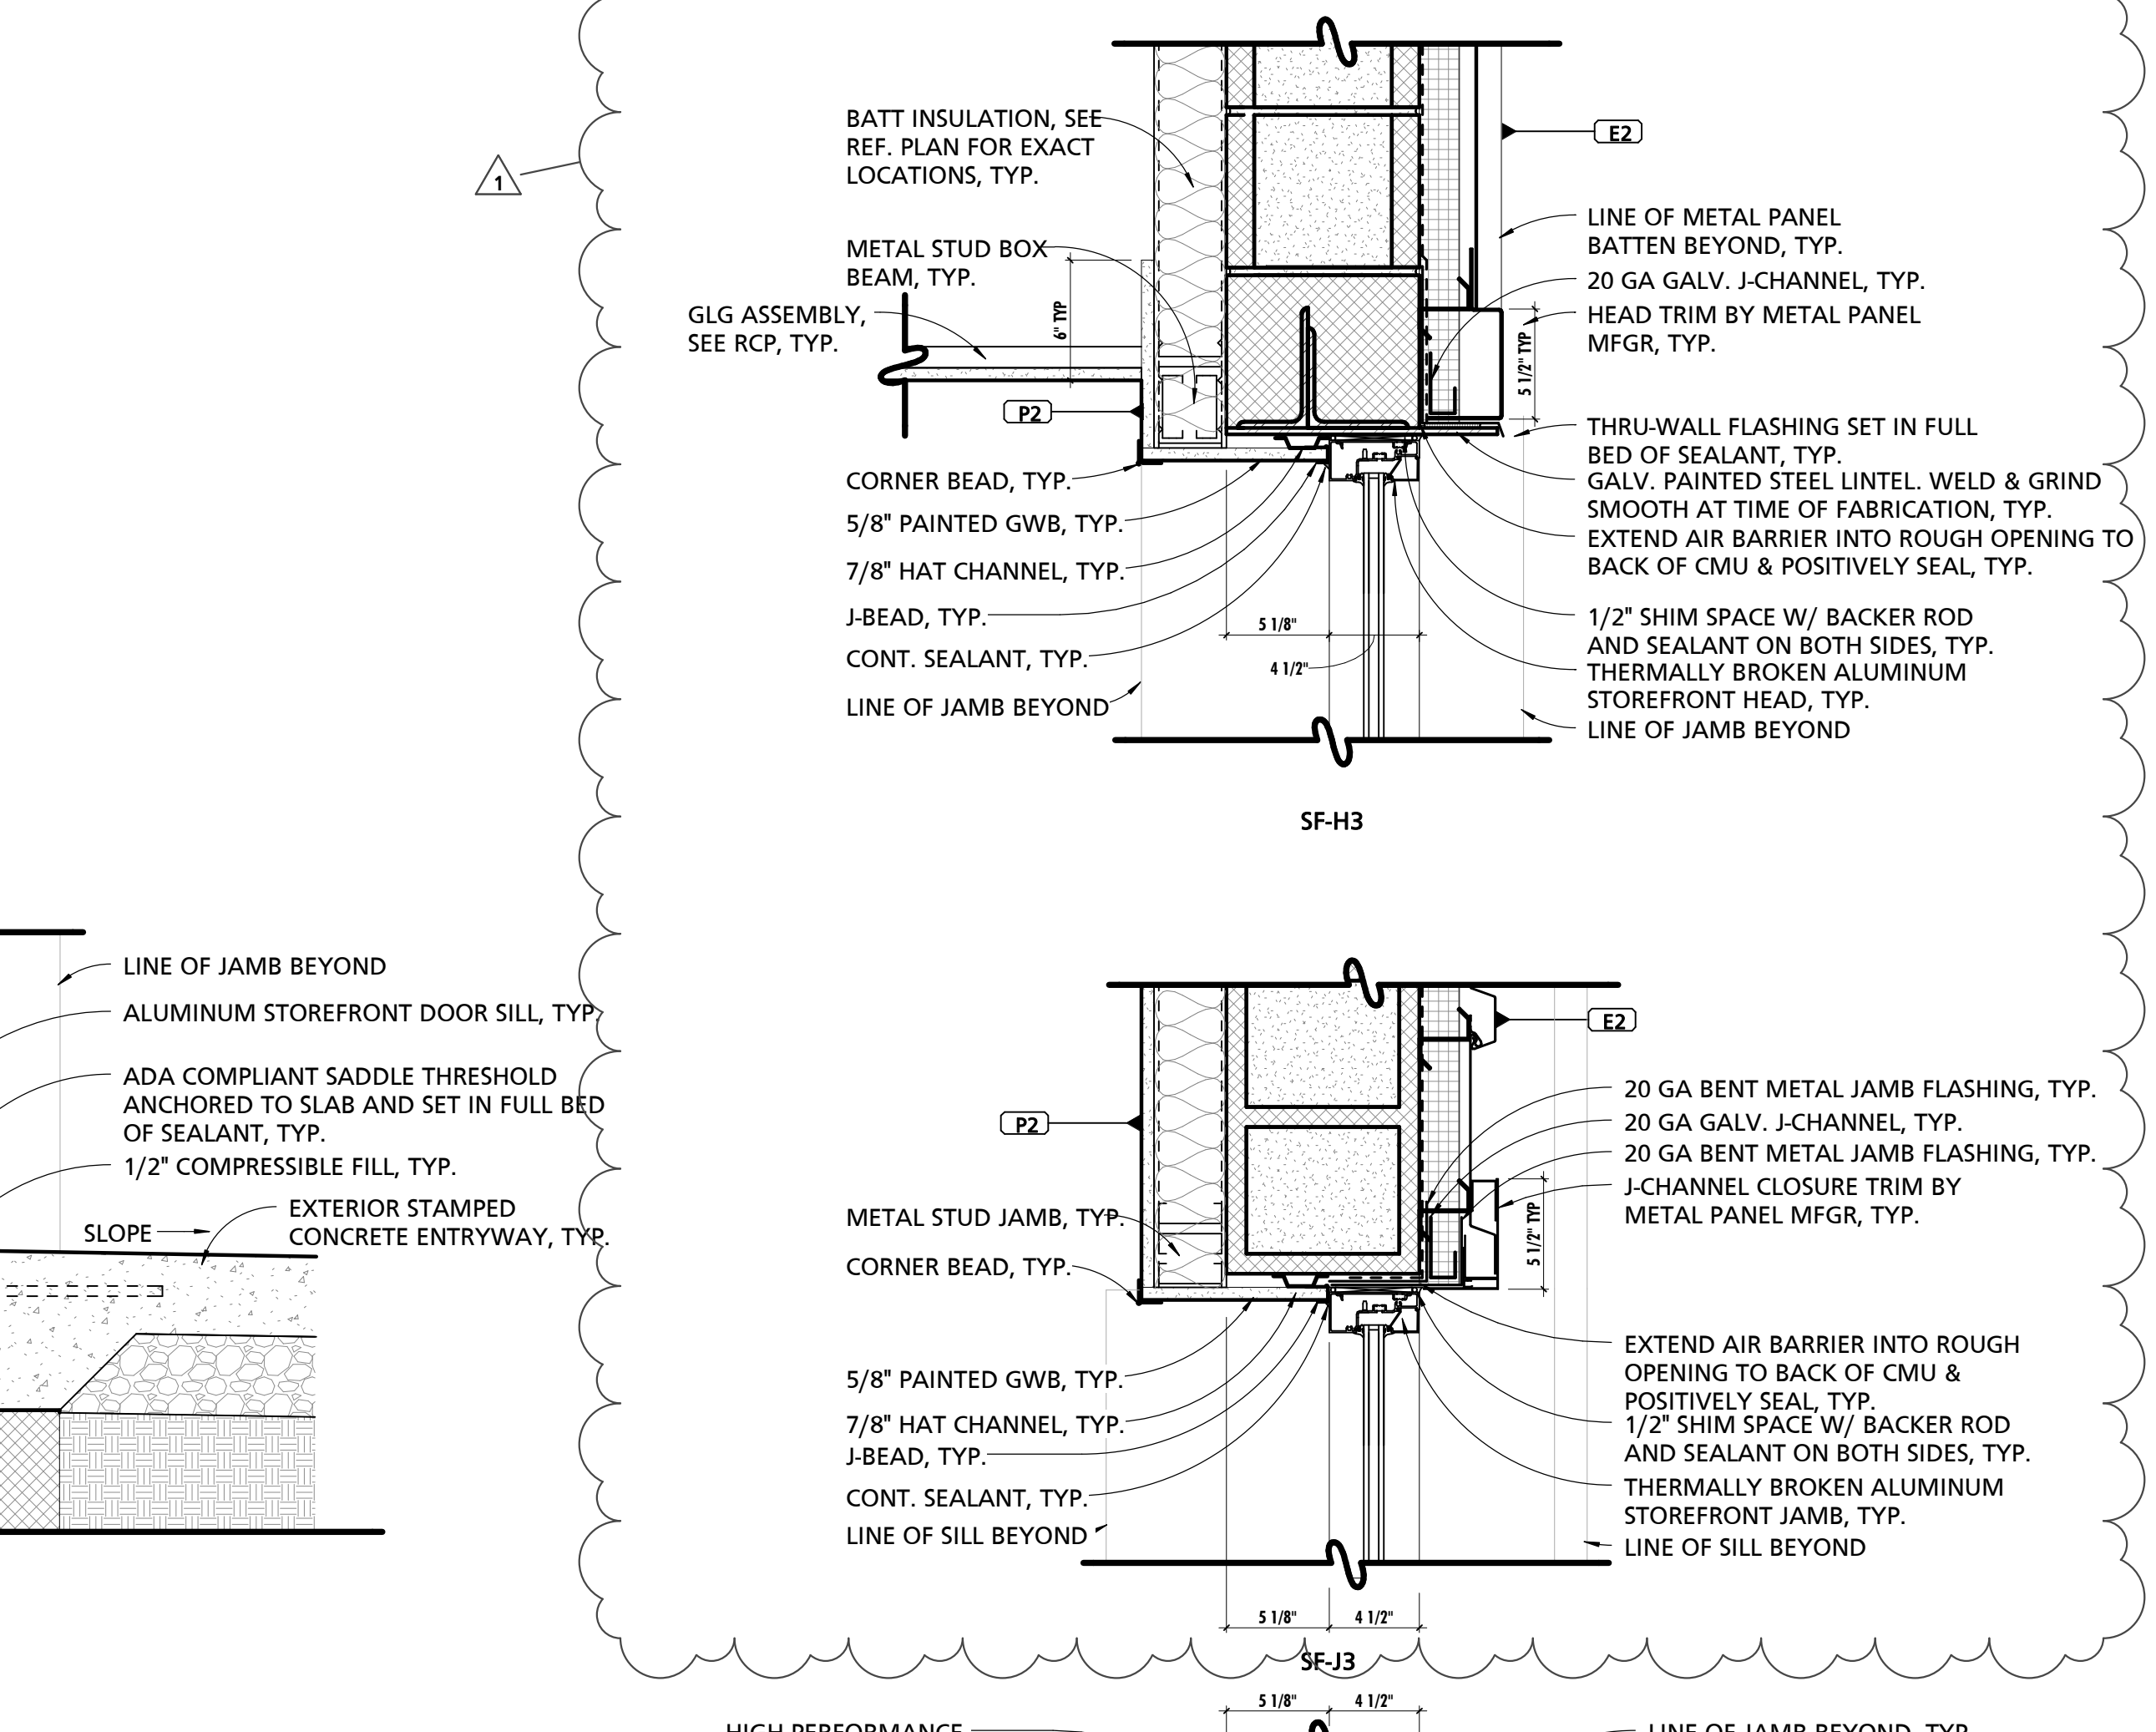 BATT INSULATION, SEE
REF. PLAN FOR EXACT
LOCATIONS, TYP.
METAL STUD BOX
BEAM, TYP.
GLG ASSEMBLY,
SEE RCP, TYP.
6" TYP
P2
CORNER BEAD, TYP.
5/8" PAINTED GWB, TYP.
7/8" HAT CHANNEL, TYP.
J-BEAD, TYP.
CONT. SEALANT, TYP.
LINE OF JAMB BEYOND
1
E2
LINE OF METAL PANEL
BATTEN BEYOND, TYP.
20 GA GALV. J-CHANNEL, TYP.
HEAD TRIM BY METAL PANEL
MFGR, TYP.
5 1/2" TYP
THRU-WALL FLASHING SET IN FULL
BED OF SEALANT, TYP.
GALV. PAINTED STEEL LINTEL. WELD & GRIND
SMOOTH AT TIME OF FABRICATION, TYP.
EXTEND AIR BARRIER INTO ROUGH OPENING TO
BACK OF CMU & POSITIVELY SEAL, TYP.
1/2" SHIM SPACE W/ BACKER ROD
AND SEALANT ON BOTH SIDES, TYP.
THERMALLY BROKEN ALUMINUM
STOREFRONT HEAD, TYP.
LINE OF JAMB BEYOND
5 1/8"
4 1/2"
SF-H3
LINE OF JAMB BEYOND
ALUMINUM STOREFRONT DOOR SILL, TYP.
ADA COMPLIANT SADDLE THRESHOLD
ANCHORED TO SLAB AND SET IN FULL BED
OF SEALANT, TYP.
1/2" COMPRESSIBLE FILL, TYP.
EXTERIOR STAMPED
CONCRETE ENTRYWAY, TYP.
SLOPE
P2
METAL STUD JAMB, TYP.
CORNER BEAD, TYP.
5/8" PAINTED GWB, TYP.
7/8" HAT CHANNEL, TYP.
J-BEAD, TYP.
CONT. SEALANT, TYP.
LINE OF SILL BEYOND
E2
20 GA BENT METAL JAMB FLASHING, TYP.
20 GA GALV. J-CHANNEL, TYP.
20 GA BENT METAL JAMB FLASHING, TYP.
J-CHANNEL CLOSURE TRIM BY
METAL PANEL MFGR, TYP.
5 1/2" TYP
EXTEND AIR BARRIER INTO ROUGH
OPENING TO BACK OF CMU &
POSITIVELY SEAL, TYP.
1/2" SHIM SPACE W/ BACKER ROD
AND SEALANT ON BOTH SIDES, TYP.
THERMALLY BROKEN ALUMINUM
STOREFRONT JAMB, TYP.
LINE OF SILL BEYOND
5 1/8"
4 1/2"
SF-J3
5 1/8"
4 1/2"
HIGH PERFORMANCE
LINE OF JAMB BEYOND, TYP.